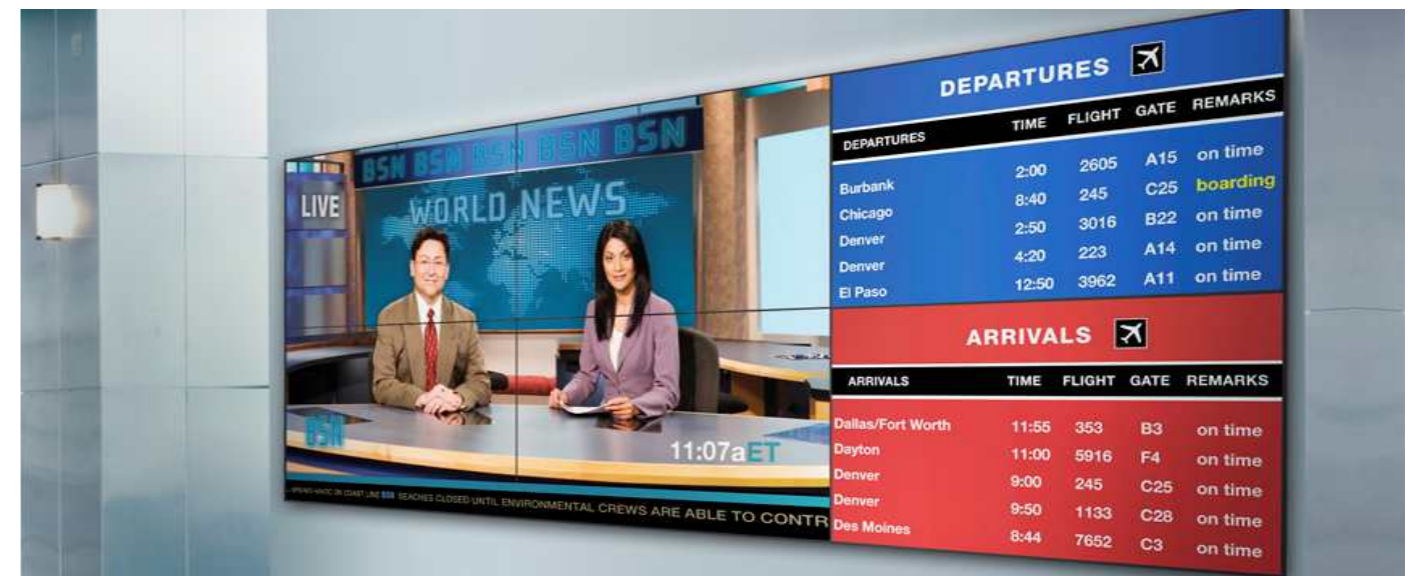 BSN BSN BSN BSN BSN
LIVE
WORLD NEWS
BSN
11:07aET
HAVOC ON COAST LINE BSN BEACHES CLOSED UNTIL ENVIRONMENTAL CREWS ARE ABLE TO CONTR
DEPARTURES
DEPARTURES TIME FLIGHT GATE REMARKS
Burbank 2:00 2605 A15 on time
Chicago 8:40 245 C25 boarding
Denver 2:50 3016 B22 on time
Denver 4:20 223 A14 on time
El Paso 12:50 3962 A11 on time
ARRIVALS
ARRIVALS TIME FLIGHT GATE REMARKS
Dallas/Fort Worth 11:55 353 B3 on time
Dayton 11:00 5916 F4 on time
Denver 9:00 245 C25 on time
Denver 9:50 1133 C28 on time
Des Moines 8:44 7652 C3 on time